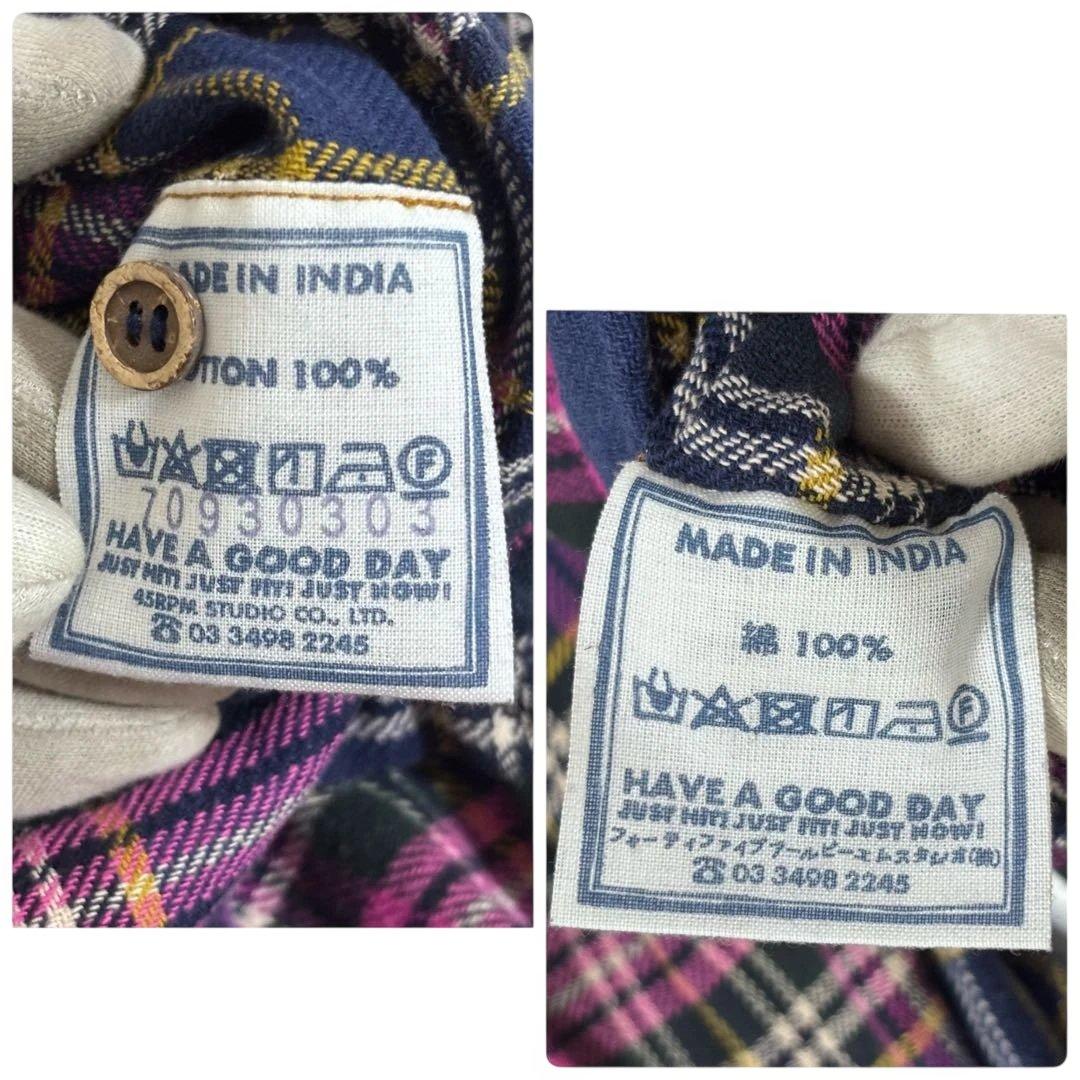 MADE IN INDIA
COTTON 100%
F
70930303
HAVE A GOOD DAY
JUST HIT! JUST FIT! JUST NOW!
45RPM STUDIO CO., LTD.
☎ 03 3498 2245
MADE IN INDIA
綿 100%
F
HAVE A GOOD DAY
JUST HIT! JUST FIT! JUST NOW!
フォーティファイブアールピーエムスタジオ(株)
☎ 03 3498 2245